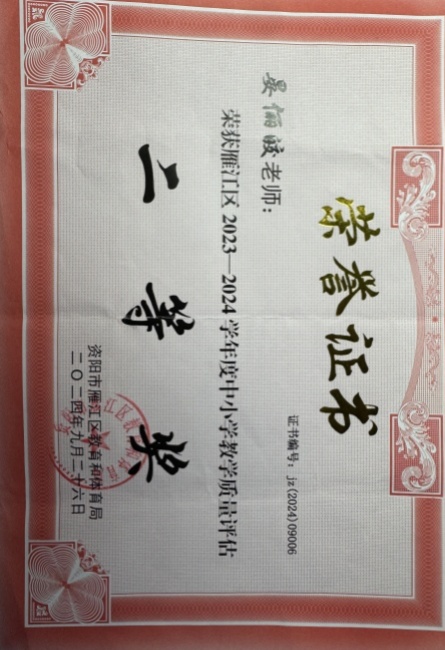 荣誉证书
证书编号：jz(2024)09006
晏俪皎老师：
荣获雁江区2023—2024学年度中小学教学质量评估
二等奖
资阳市雁江区教育和体育局
二〇二四年九月二十六日